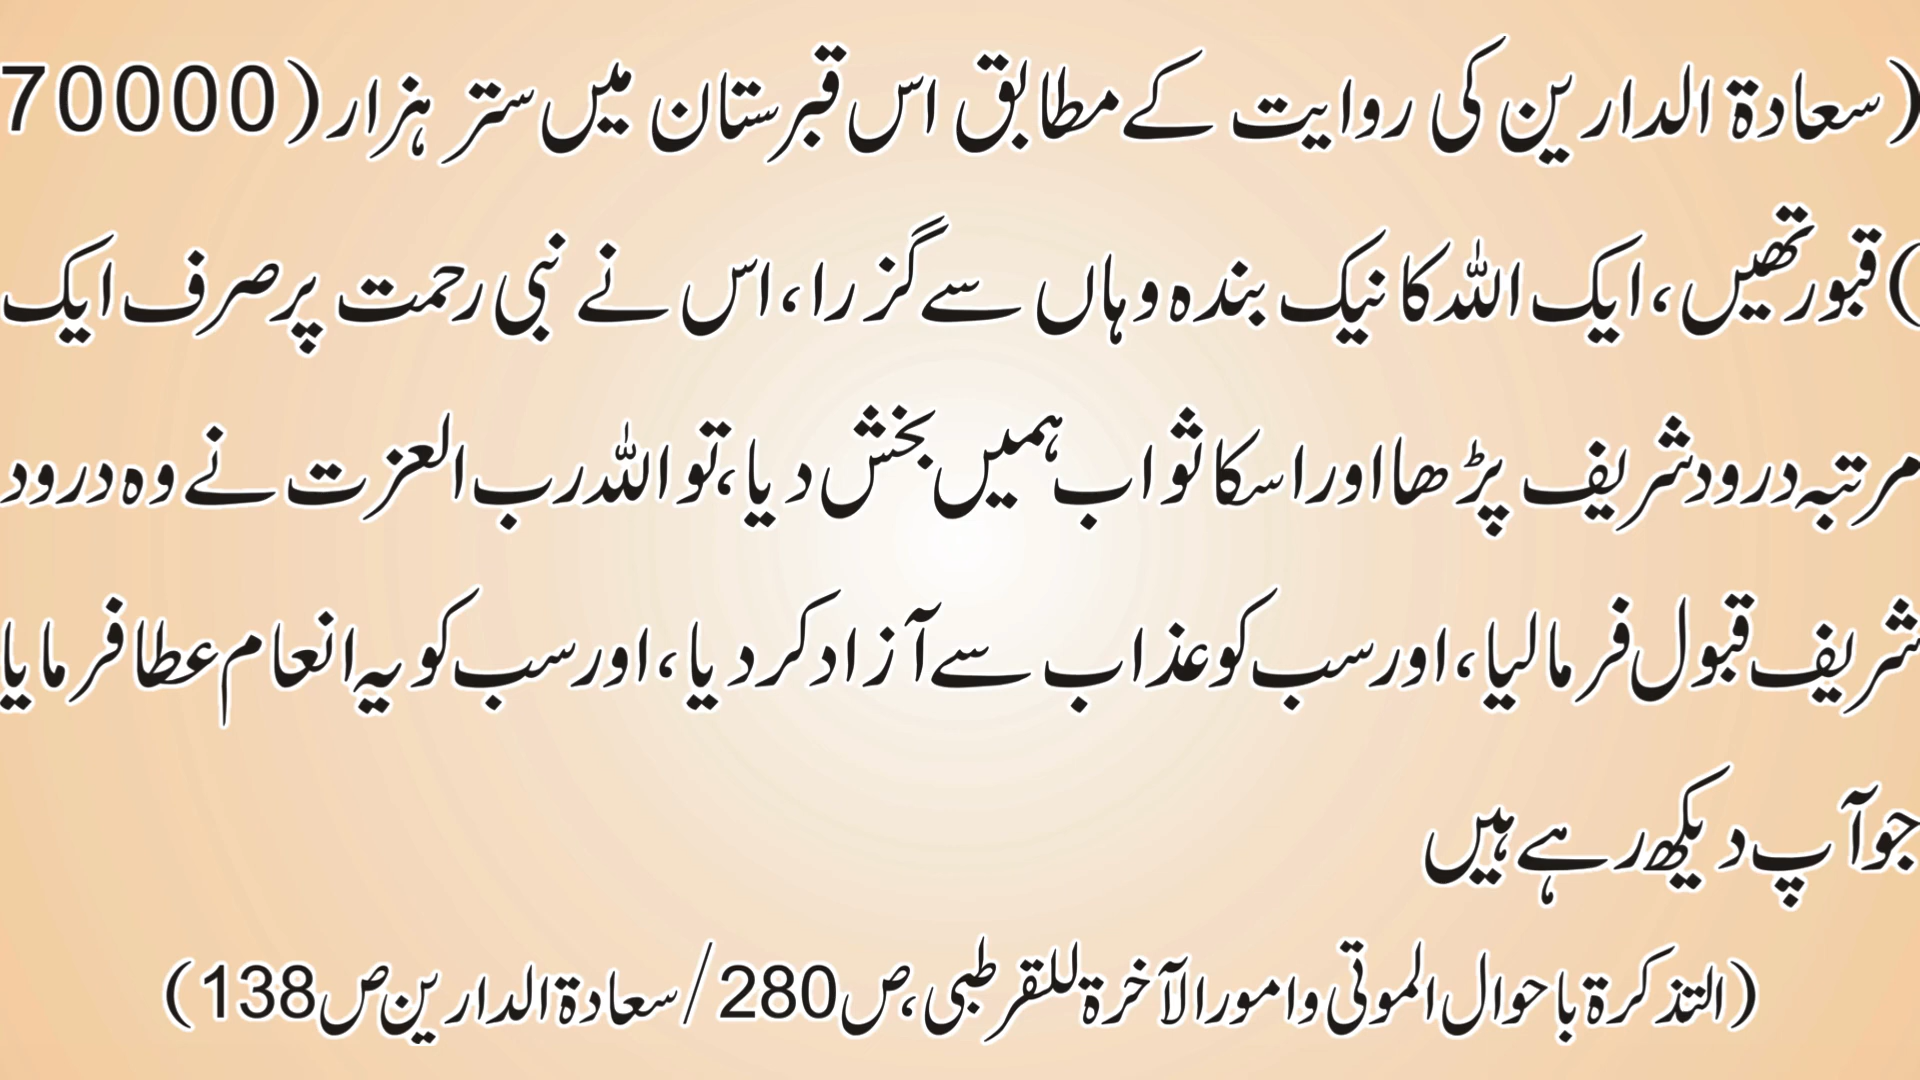 (سعادۃ الدارین کی روایت کے مطابق اس قبرستان میں ستر ہزار(70000
)قبور تھیں، ایک اللہ کا نیک بندہ وہاں سے گزرا، اس نے نبی رحمت پر صرف ایک
مرتبہ درود شریف پڑھا اور اسکا ثواب ہمیں بخش دیا، تو اللہ رب العزت نے وہ درود
شریف قبول فرما لیا، اور سب کو عذاب سے آزاد کر دیا، اور سب کو یہ انعام عطا فرمایا
جو آپ دیکھ رہے ہیں
(التذکرۃ باحوال الموتی وامور الآخرۃ للقرطبی، ص280/سعادۃ الدارین ص138)